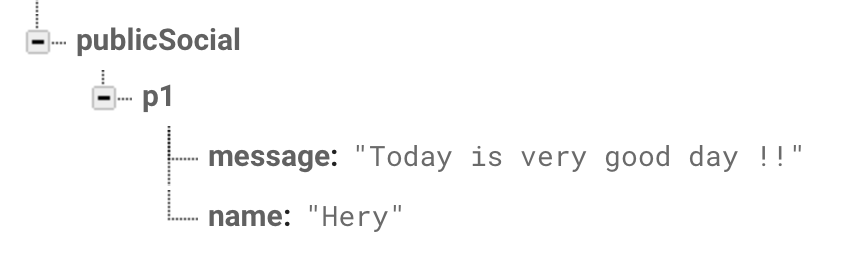 publicSocial
p1
message: "Today is very good day !!"
name: "Hery"